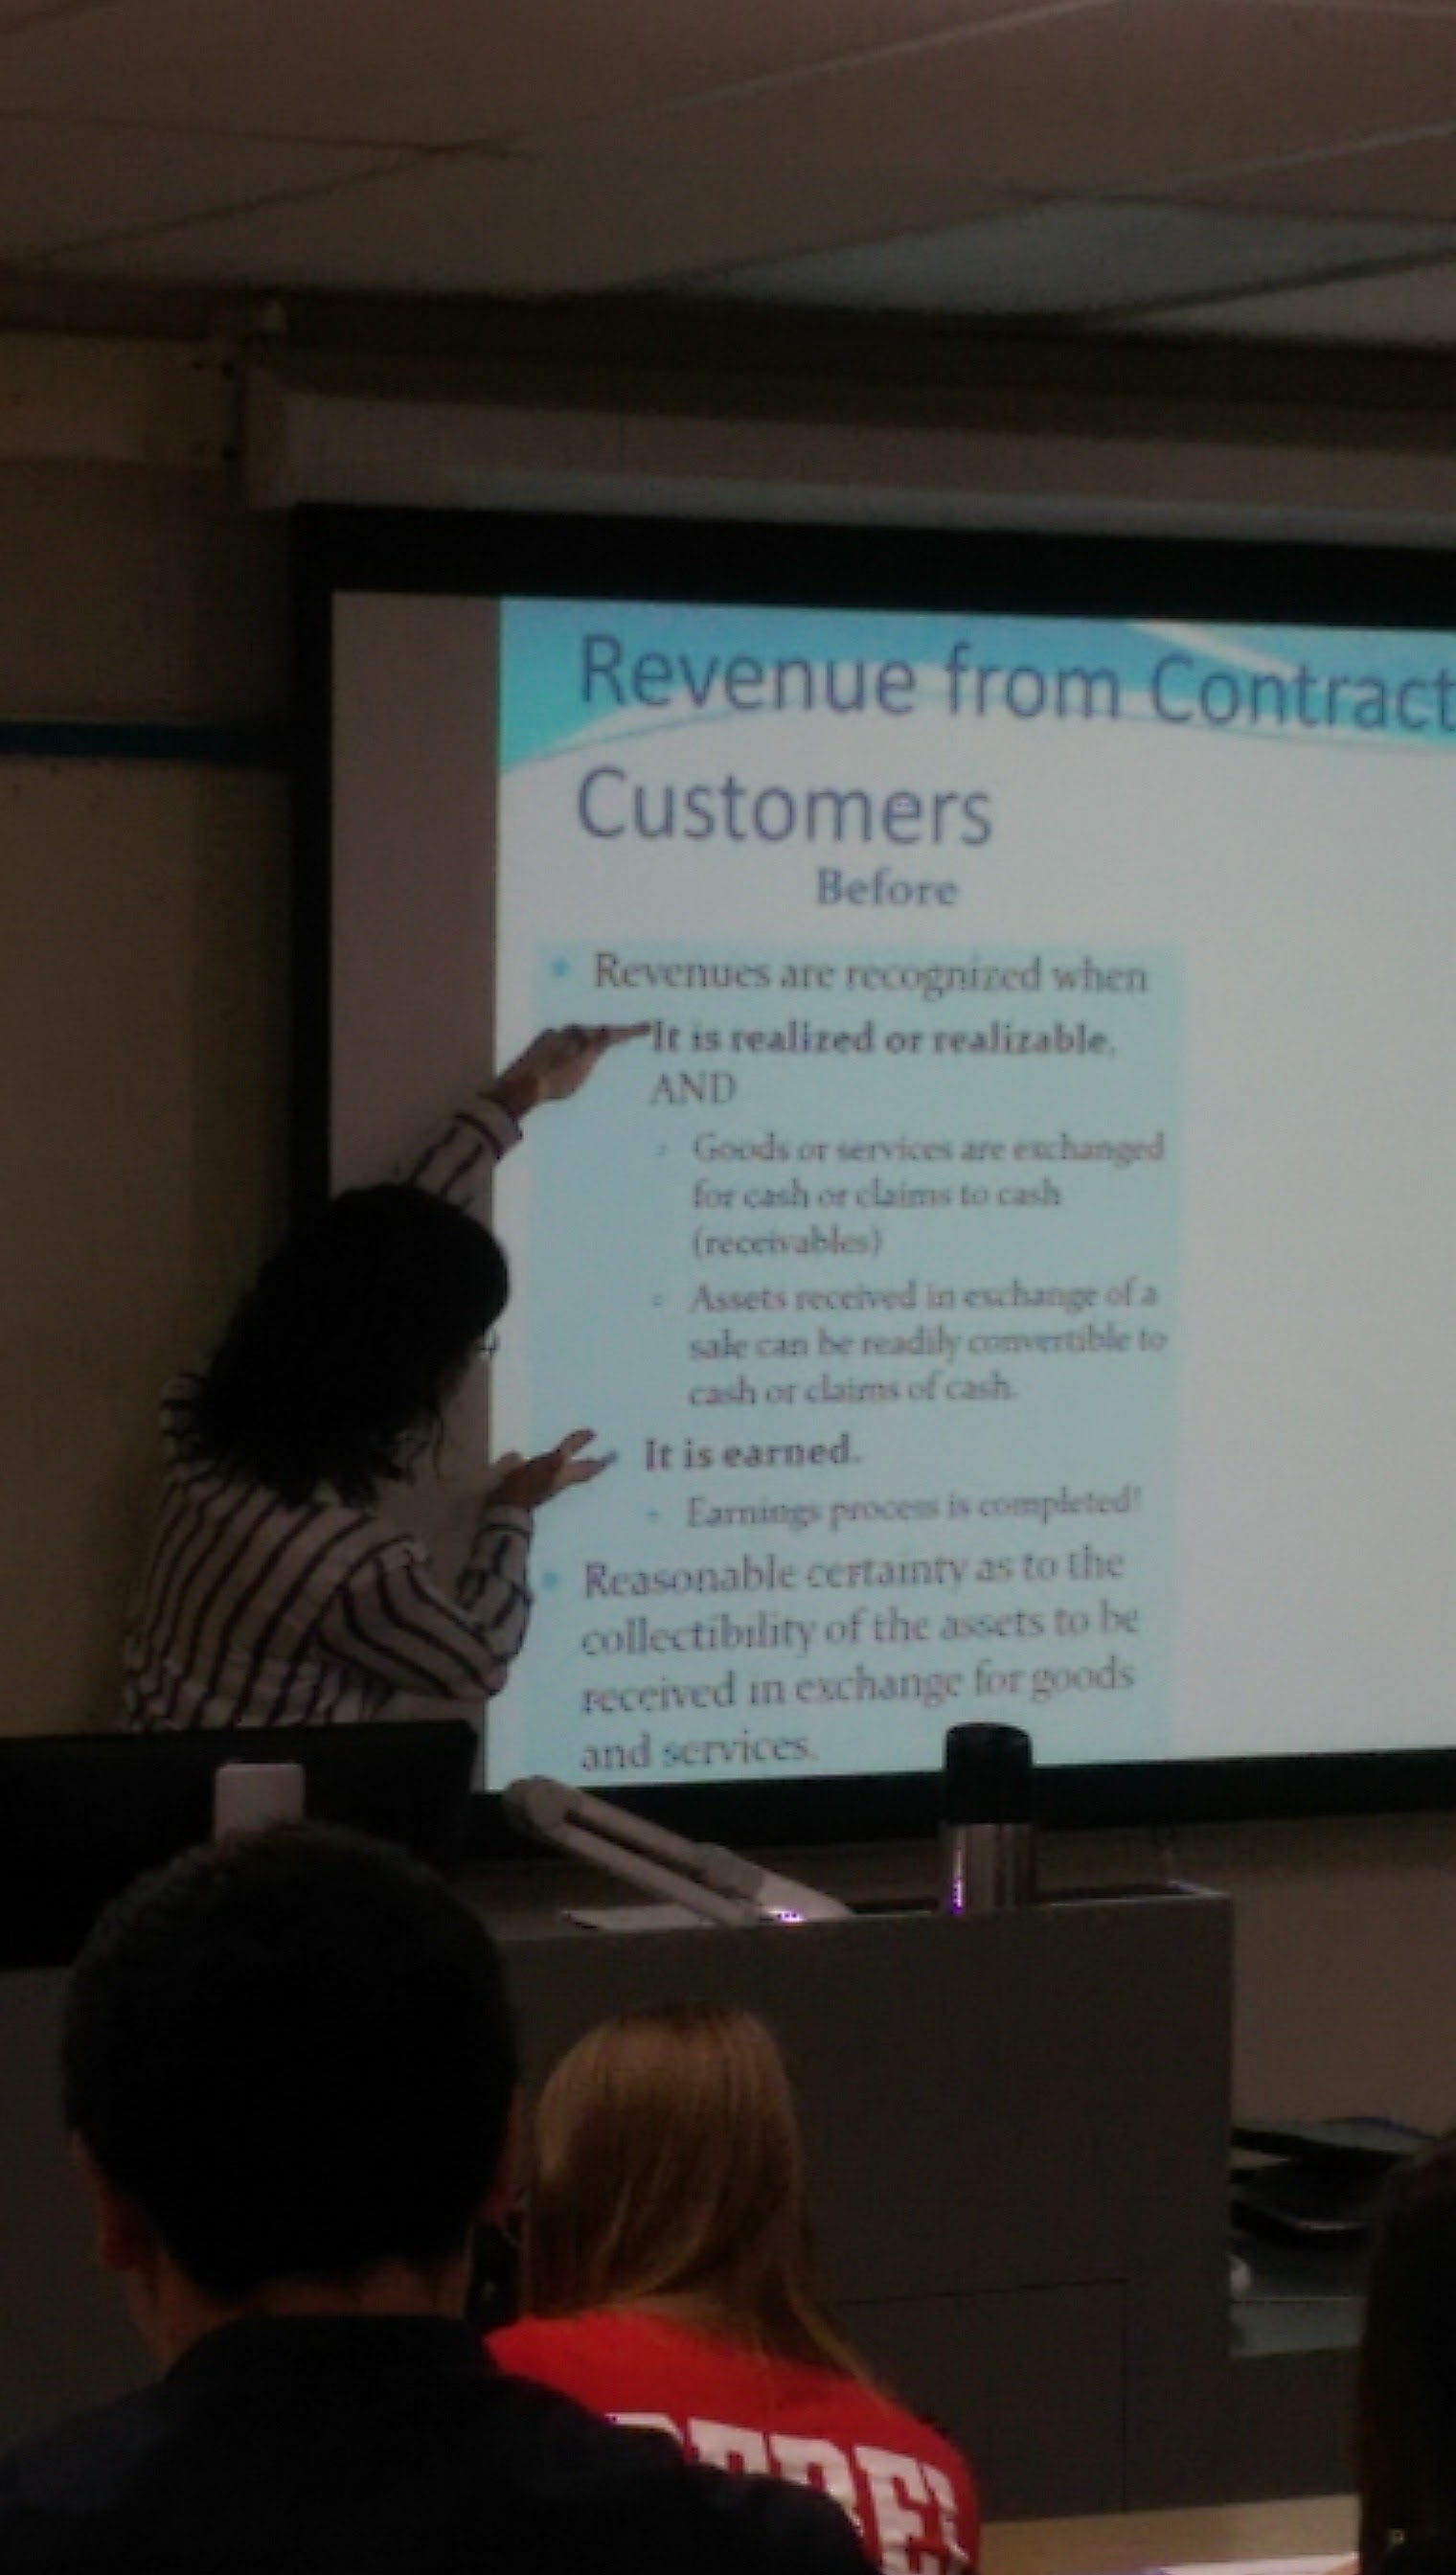 Revenue from Contract
Customers
Before
Revenues are recognized when
It is realized or realizable,
AND
Goods or services are exchanged
for cash or claims to cash
(receivables)
Assets received in exchange of a
sale can be readily convertible to
cash or claims of cash.
It is earned.
Earnings process is completed!
Reasonable certainty as to the
collectibility of the assets to be
received in exchange for goods
and services.